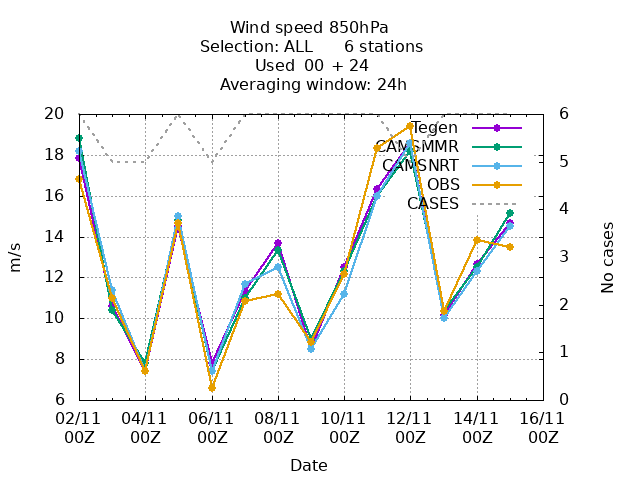 Wind speed 850hPa
Selection: ALL 6 stations
Used 00 + 24
Averaging window: 24h
20
18
16
14
12
10
8
6
m/s
6
5
4
3
2
1
0
No cases
Tegen
CAMSMMR
CAMSNRT
OBS
CASES
02/11 04/11 06/11 08/11 10/11 12/11 14/11 16/11
00Z 00Z 00Z 00Z 00Z 00Z 00Z 00Z
Date